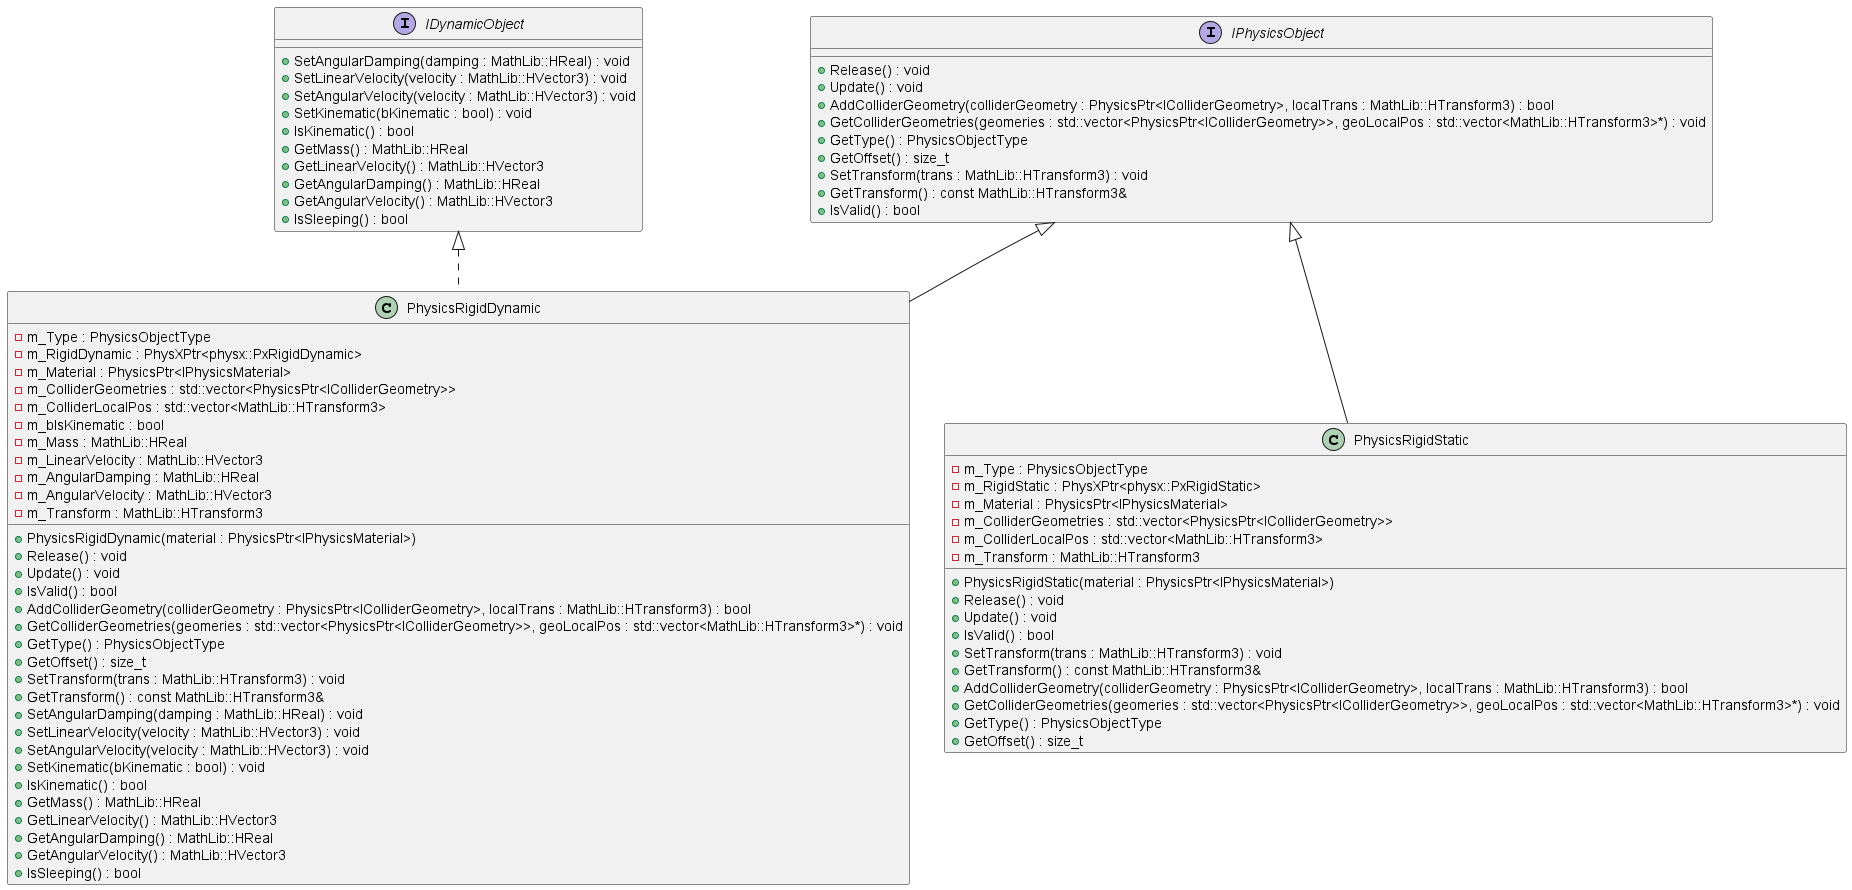 I IDynamicObject
SetAngularDamping(damping : MathLib::HReal) : void
SetLinearVelocity(velocity : MathLib::HVector3) : void
SetAngularVelocity(velocity : MathLib::HVector3) : void
SetKinematic(bKinematic : bool) : void
IsKinematic() : bool
GetMass() : MathLib::HReal
GetLinearVelocity() : MathLib::HVector3
GetAngularDamping() : MathLib::HReal
GetAngularVelocity() : MathLib::HVector3
IsSleeping() : bool
I IPhysicsObject
Release() : void
Update() : void
AddColliderGeometry(colliderGeometry : PhysicsPtr<IColliderGeometry>, localTrans : MathLib::HTransform3) : bool
GetColliderGeometries(geomeries : std::vector<PhysicsPtr<IColliderGeometry>>, geoLocalPos : std::vector<MathLib::HTransform3>*) : void
GetType() : PhysicsObjectType
GetOffset() : size_t
SetTransform(trans : MathLib::HTransform3) : void
GetTransform() : const MathLib::HTransform3&
IsValid() : bool
C PhysicsRigidDynamic
m_Type : PhysicsObjectType
m_RigidDynamic : PhysXPtr<physx::PxRigidDynamic>
m_Material : PhysicsPtr<IPhysicsMaterial>
m_ColliderGeometries : std::vector<PhysicsPtr<IColliderGeometry>>
m_ColliderLocalPos : std::vector<MathLib::HTransform3>
m_bIsKinematic : bool
m_Mass : MathLib::HReal
m_LinearVelocity : MathLib::HVector3
m_AngularDamping : MathLib::HReal
m_AngularVelocity : MathLib::HVector3
m_Transform : MathLib::HTransform3
PhysicsRigidDynamic(material : PhysicsPtr<IPhysicsMaterial>)
Release() : void
Update() : void
IsValid() : bool
AddColliderGeometry(colliderGeometry : PhysicsPtr<IColliderGeometry>, localTrans : MathLib::HTransform3) : bool
GetColliderGeometries(geomeries : std::vector<PhysicsPtr<IColliderGeometry>>, geoLocalPos : std::vector<MathLib::HTransform3>*) : void
GetType() : PhysicsObjectType
GetOffset() : size_t
SetTransform(trans : MathLib::HTransform3) : void
GetTransform() : const MathLib::HTransform3&
SetAngularDamping(damping : MathLib::HReal) : void
SetLinearVelocity(velocity : MathLib::HVector3) : void
SetAngularVelocity(velocity : MathLib::HVector3) : void
SetKinematic(bKinematic : bool) : void
IsKinematic() : bool
GetMass() : MathLib::HReal
GetLinearVelocity() : MathLib::HVector3
GetAngularDamping() : MathLib::HReal
GetAngularVelocity() : MathLib::HVector3
IsSleeping() : bool
C PhysicsRigidStatic
m_Type : PhysicsObjectType
m_RigidStatic : PhysXPtr<physx::PxRigidStatic>
m_Material : PhysicsPtr<IPhysicsMaterial>
m_ColliderGeometries : std::vector<PhysicsPtr<IColliderGeometry>>
m_ColliderLocalPos : std::vector<MathLib::HTransform3>
m_Transform : MathLib::HTransform3
PhysicsRigidStatic(material : PhysicsPtr<IPhysicsMaterial>)
Release() : void
Update() : void
IsValid() : bool
SetTransform(trans : MathLib::HTransform3) : void
GetTransform() : const MathLib::HTransform3&
AddColliderGeometry(colliderGeometry : PhysicsPtr<IColliderGeometry>, localTrans : MathLib::HTransform3) : bool
GetColliderGeometries(geomeries : std::vector<PhysicsPtr<IColliderGeometry>>, geoLocalPos : std::vector<MathLib::HTransform3>*) : void
GetType() : PhysicsObjectType
GetOffset() : size_t